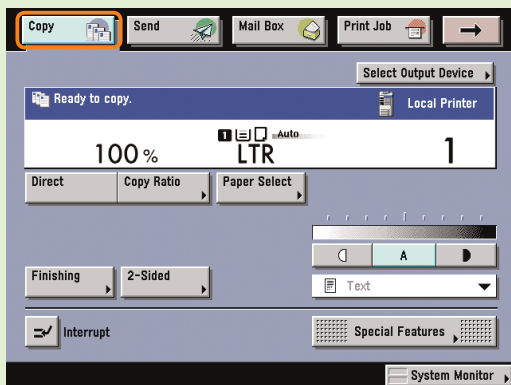 Copy
Send
Mail Box
Print Job
Select Output Device
Ready to copy.
Local Printer
100 %
1 Auto
LTR
1
Direct
Copy Ratio
Paper Select
A
Finishing
2-Sided
Text
Interrupt
Special Features
System Monitor